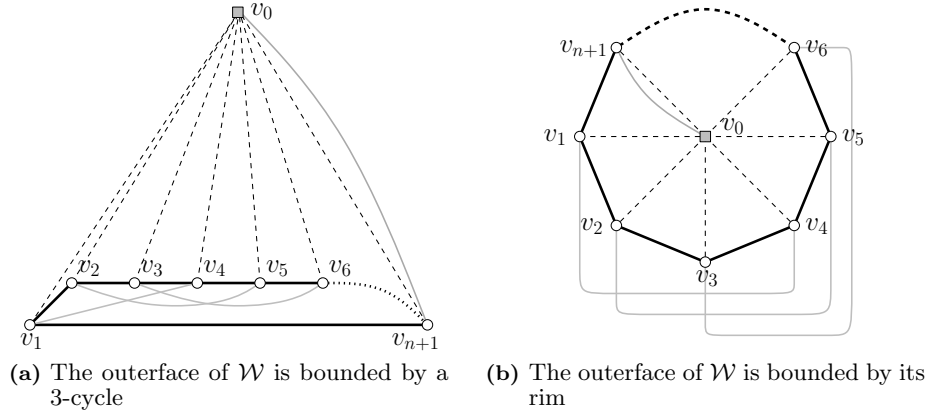 v₀
v₂ v₃ v₄ v₅ v₆
v₁ vₙ₊₁
(a) The outerface of 𝒲 is bounded by a
3-cycle
vₙ₊₁ v₆
v₁ v₀ v₅
v₂ v₄
v₃
(b) The outerface of 𝒲 is bounded by its
rim